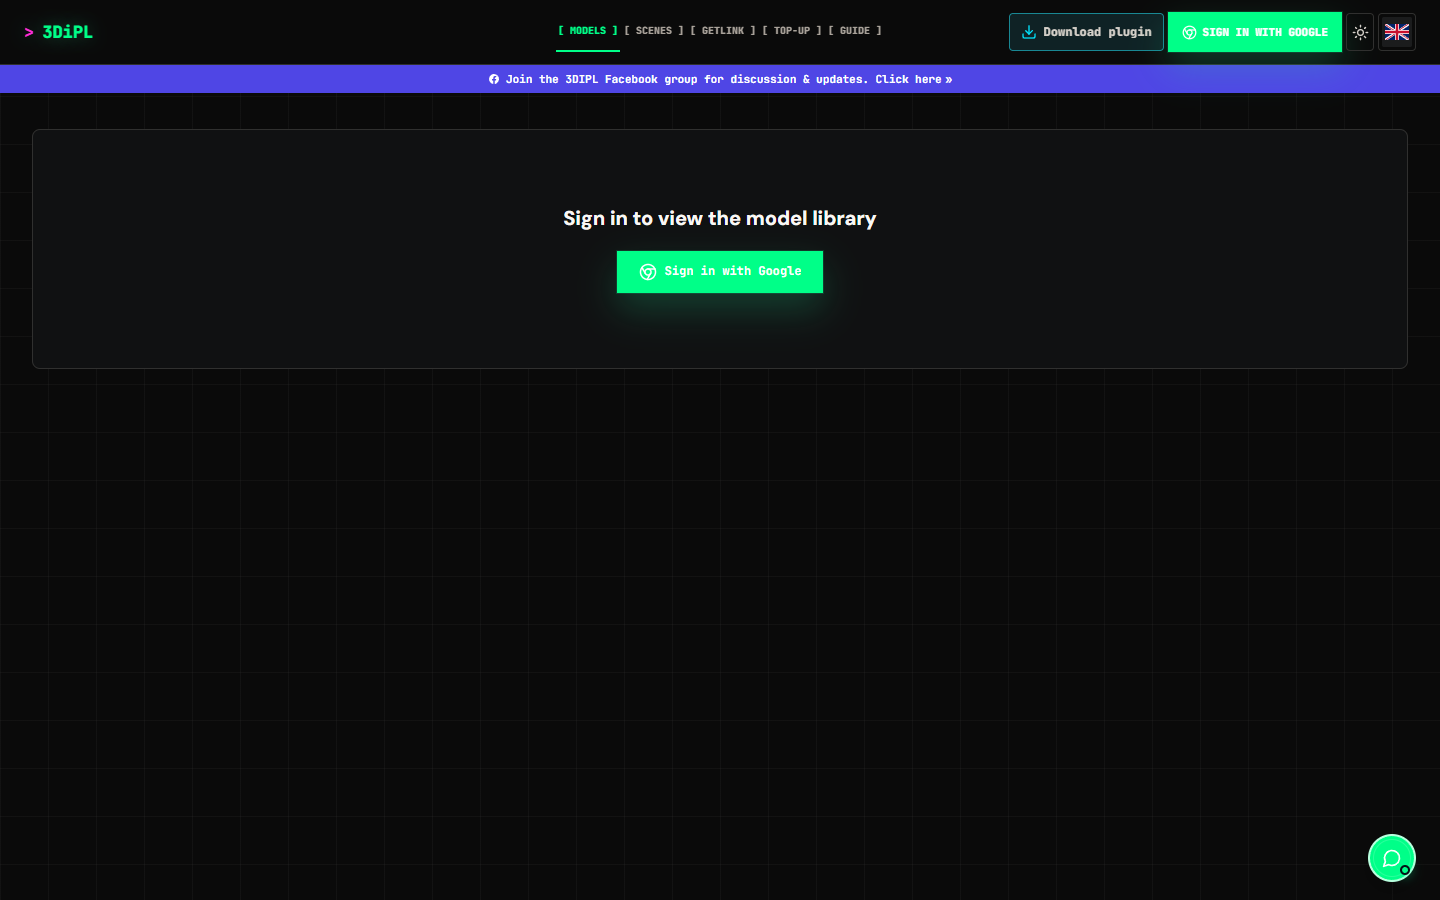 > 3DiPL
[ MODELS ] [ SCENES ] [ GETLINK ] [ TOP-UP ] [ GUIDE ]
Download plugin
SIGN IN WITH GOOGLE
Join the 3DIPL Facebook group for discussion & updates. Click here »
Sign in to view the model library
Sign in with Google